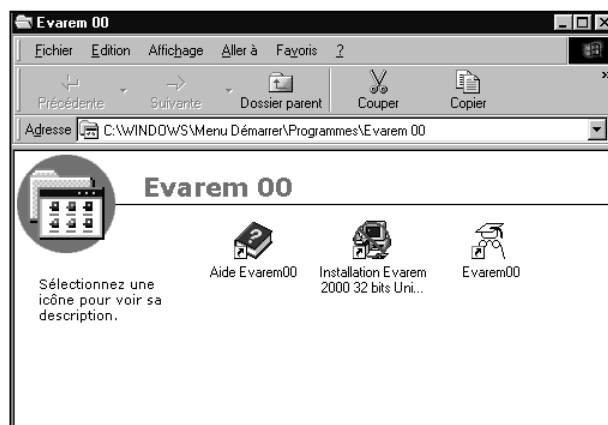 Evarem 00
Fichier Edition Affichage Aller à Favoris ?
Précédente Suivante Dossier parent Couper Copier »
Adresse C:\WINDOWS\Menu Démarrer\Programmes\Evarem 00
Evarem 00
Sélectionnez une
icône pour voir sa
description.
Aide Evarem00
Installation Evarem
2000 32 bits Uni...
Evarem00